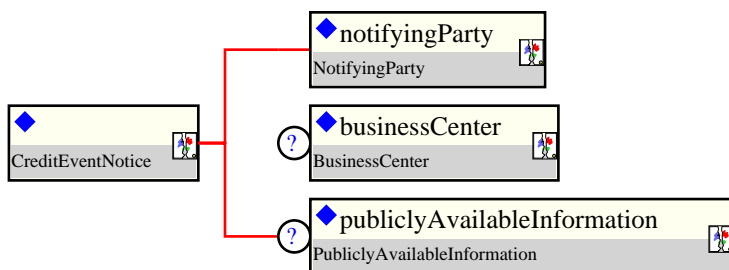 notifyingParty
NotifyingParty
CreditEventNotice
?
businessCenter
BusinessCenter
?
publiclyAvailableInformation
PubliclyAvailableInformation